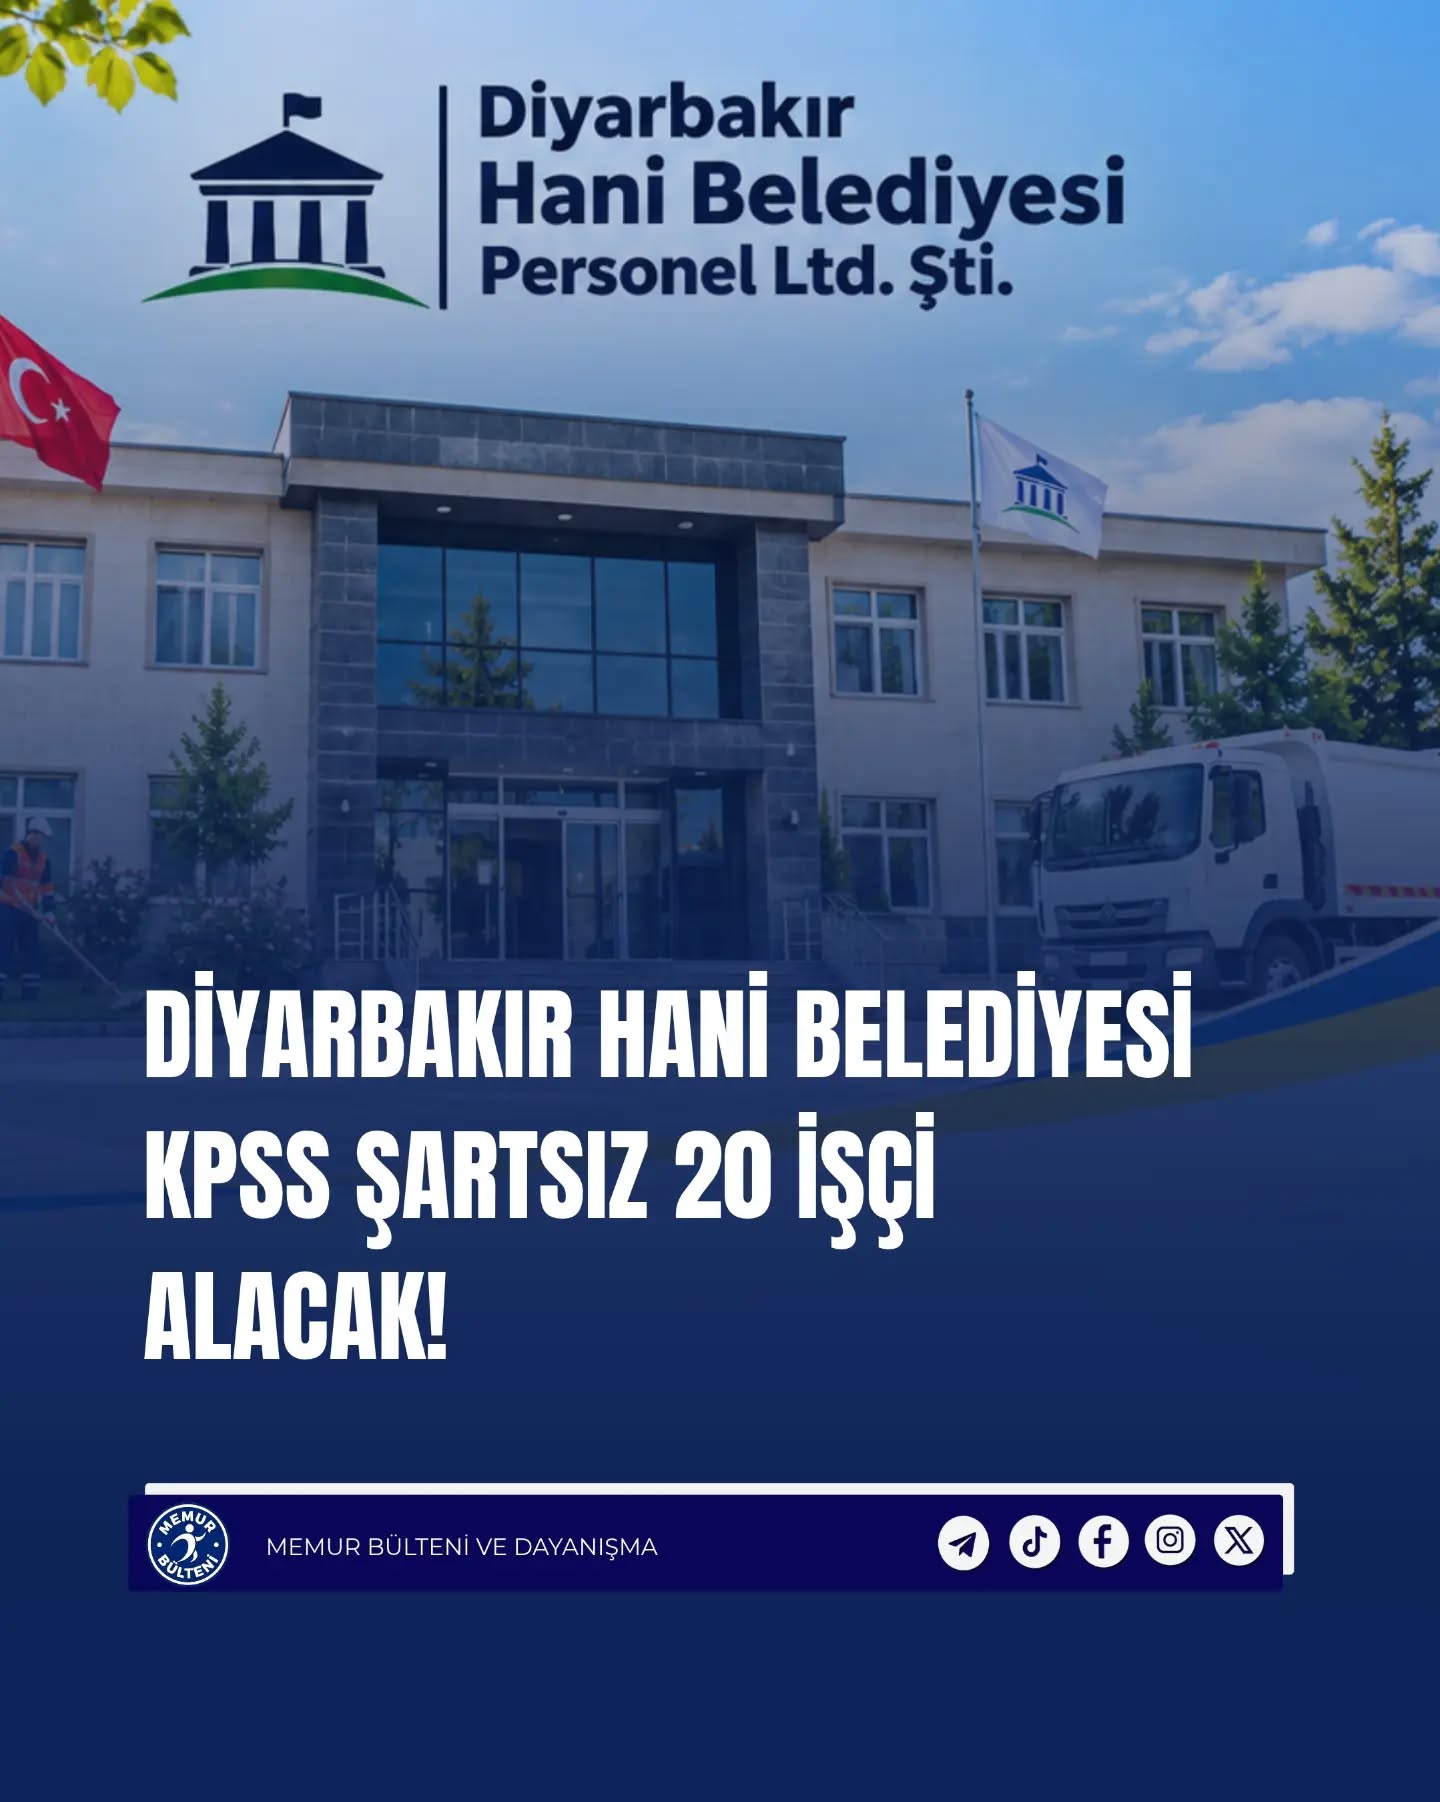 Diyarbakır
Hani Belediyesi
Personel Ltd. Şti.
DİYARBAKIR HANİ BELEDİYESİ
KPSS ŞARTSIZ 20 İŞÇİ
ALACAK!
MEMUR
BÜLTENİ
MEMUR BÜLTENİ VE DAYANIŞMA